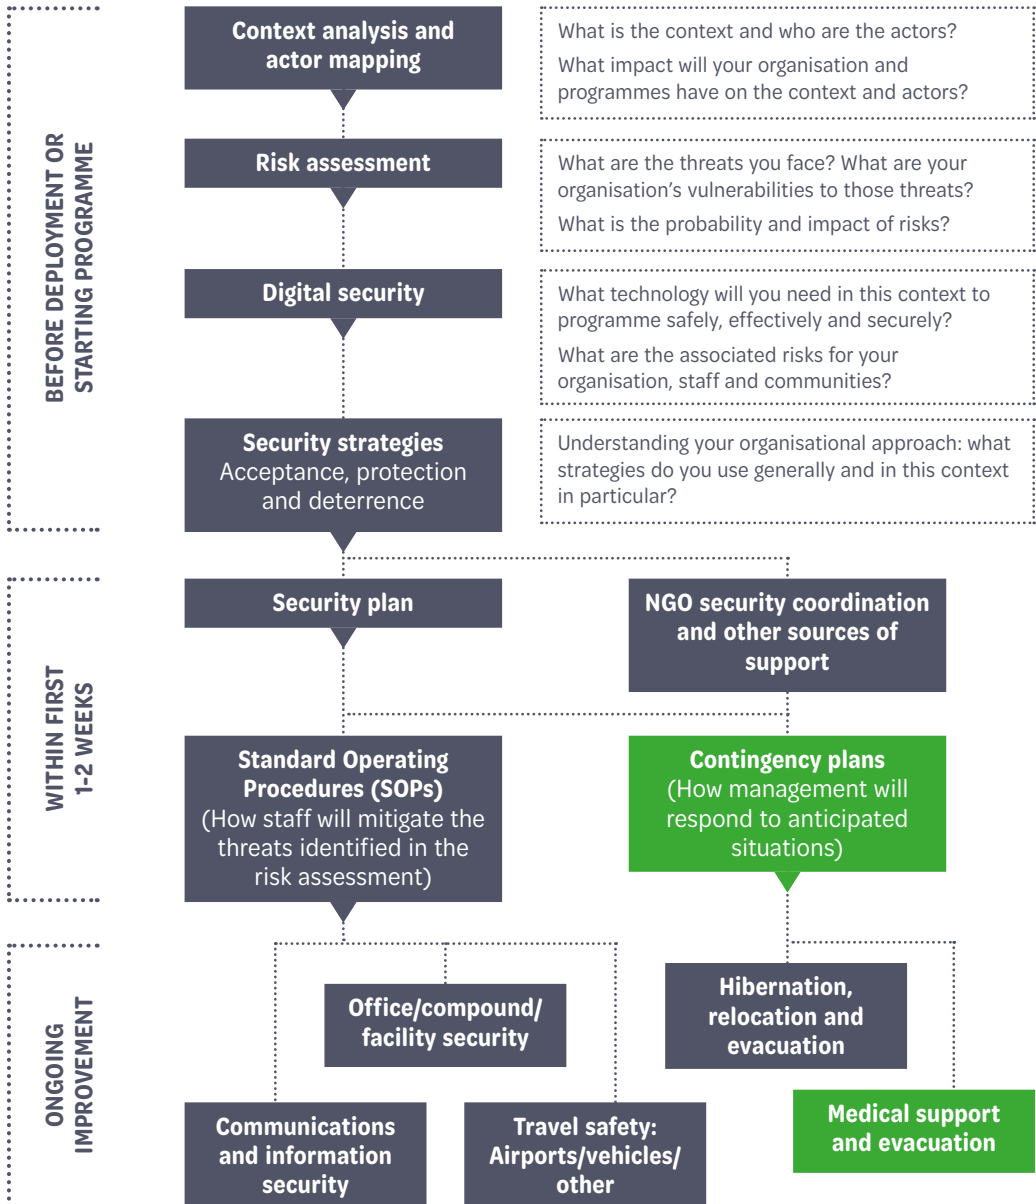 BEFORE DEPLOYMENT OR
STARTING PROGRAMME
Context analysis and
actor mapping
What is the context and who are the actors?
What impact will your organisation and
programmes have on the context and actors?
Risk assessment
What are the threats you face? What are your
organisation’s vulnerabilities to those threats?
What is the probability and impact of risks?
Digital security
What technology will you need in this context to
programme safely, effectively and securely?
What are the associated risks for your
organisation, staff and communities?
Security strategies
Acceptance, protection
and deterrence
Understanding your organisational approach: what
strategies do you use generally and in this context
in particular?
WITHIN FIRST
1-2 WEEKS
Security plan
NGO security coordination
and other sources of
support
Standard Operating
Procedures (SOPs)
(How staff will mitigate the
threats identified in the
risk assessment)
Contingency plans
(How management will
respond to anticipated
situations)
ONGOING
IMPROVEMENT
Office/compound/
facility security
Hibernation,
relocation and
evacuation
Communications
and information
security
Travel safety:
Airports/vehicles/
other
Medical support
and evacuation